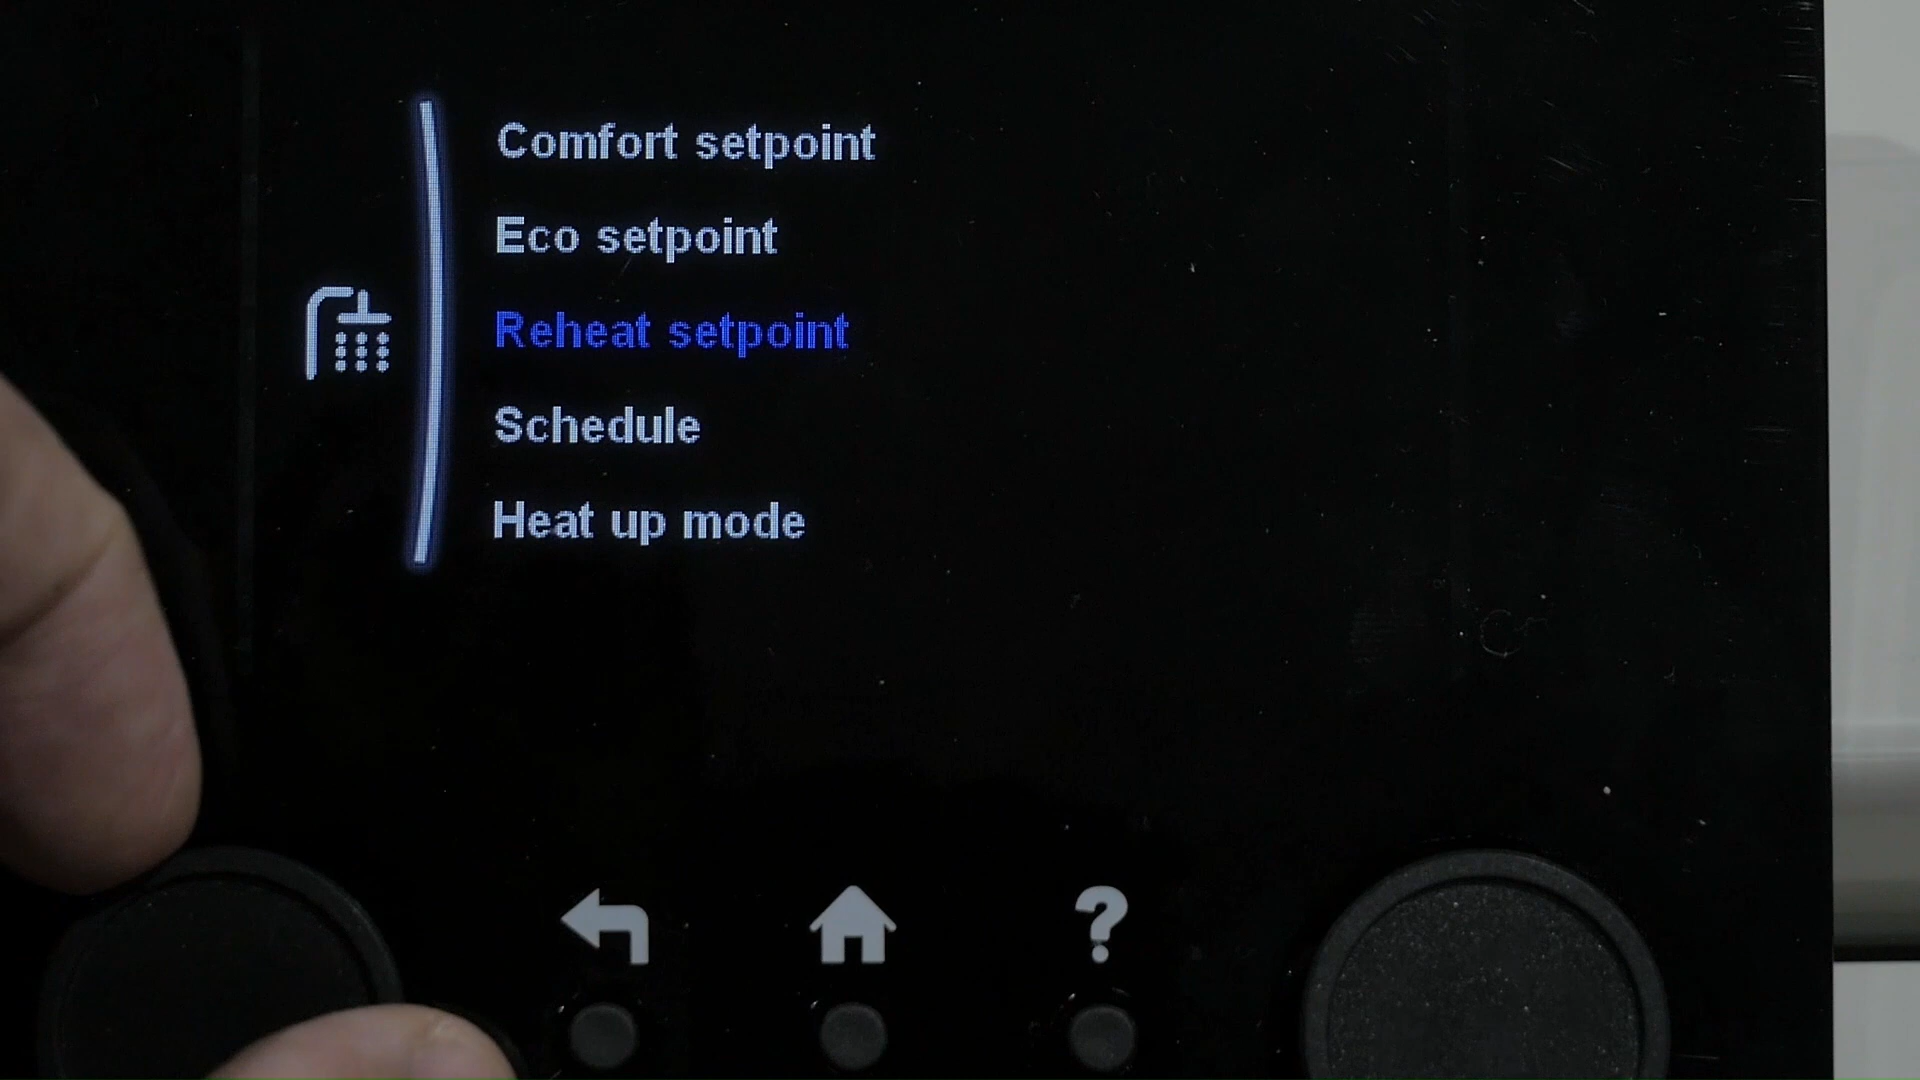 Comfort setpoint
Eco setpoint
Reheat setpoint
Schedule
Heat up mode
?